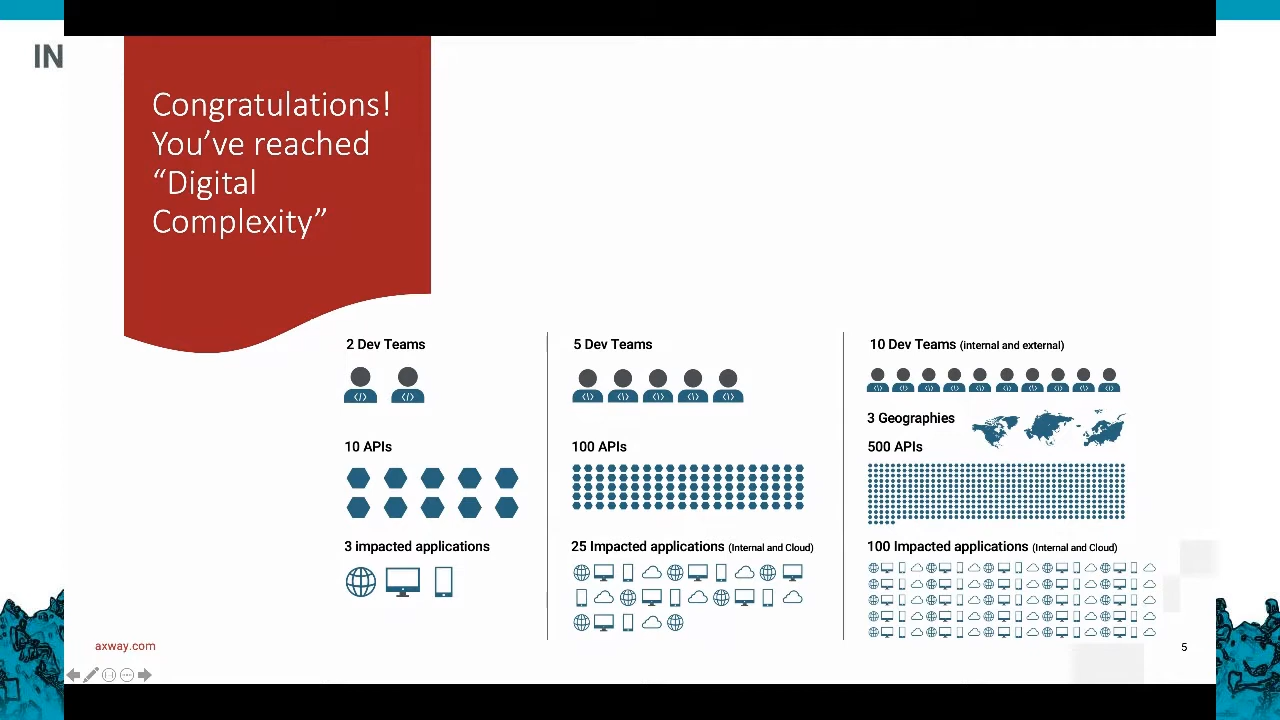 IN
Congratulations!
You’ve reached
“Digital
Complexity”
2 Dev Teams
10 APIs
3 impacted applications
5 Dev Teams
100 APIs
25 Impacted applications (Internal and Cloud)
10 Dev Teams (internal and external)
3 Geographies
500 APIs
100 Impacted applications (Internal and Cloud)
axway.com
5